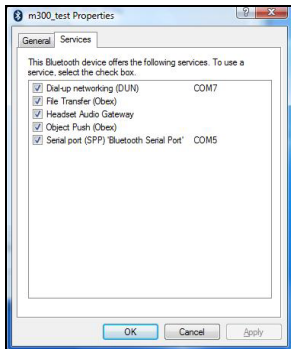 m300_test Properties
General Services
This Bluetooth device offers the following services. To use a
service, select the check box.
Dial-up networking (DUN) COM7
File Transfer (Obex)
Headset Audio Gateway
Object Push (Obex)
Serial port (SPP) 'Bluetooth Serial Port' COM5
OK Cancel Apply